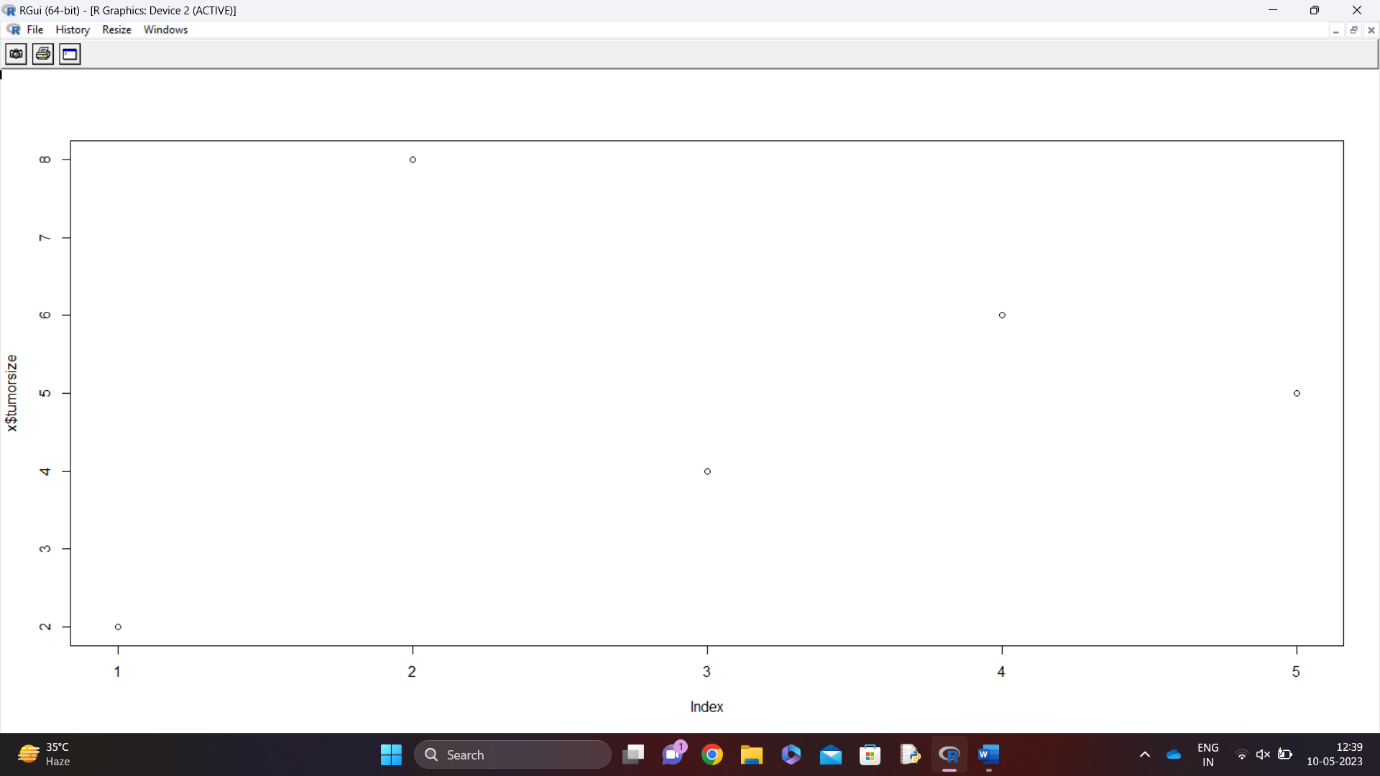 RGui (64-bit) - [R Graphics: Device 2 (ACTIVE)]
File History Resize Windows
8
7
6
5
4
3
2
x$tumorsize
1 2 3 4 5
Index
35°C
Haze
Search
1
ENG
IN
12:39
10-05-2023